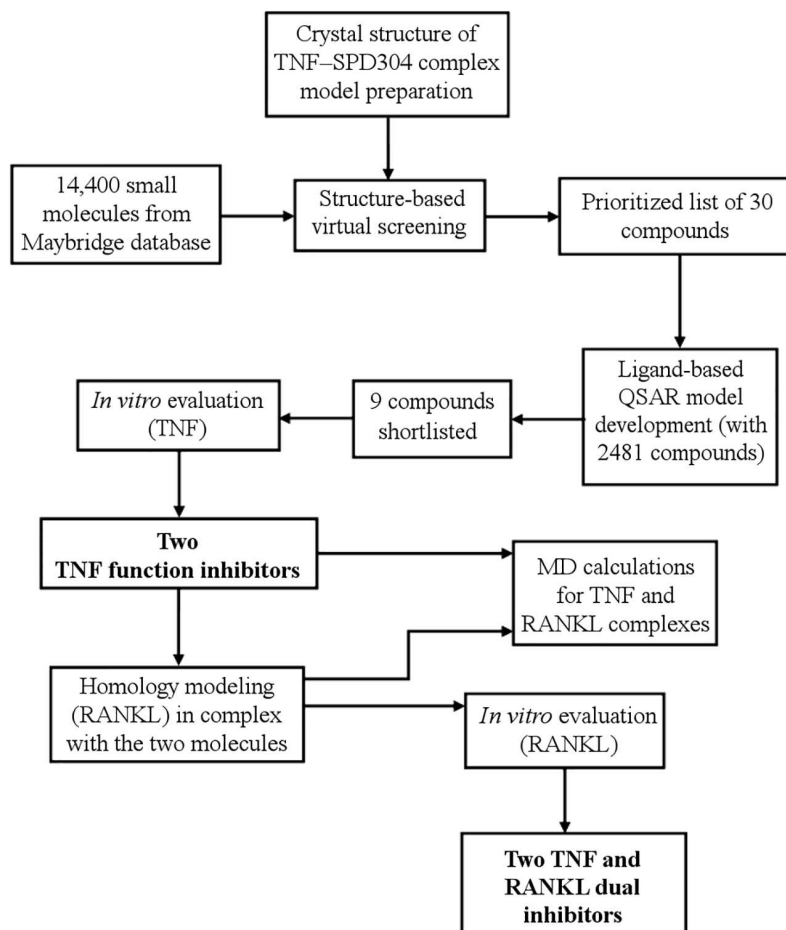 Crystal structure of
TNF–SPD304 complex
model preparation
14,400 small
molecules from
Maybridge database
Structure-based
virtual screening
Prioritized list of 30
compounds
In vitro evaluation
(TNF)
9 compounds
shortlisted
Ligand-based
QSAR model
development (with
2481 compounds)
Two
TNF function inhibitors
MD calculations
for TNF and
RANKL complexes
Homology modeling
(RANKL) in complex
with the two molecules
In vitro evaluation
(RANKL)
Two TNF and
RANKL dual
inhibitors